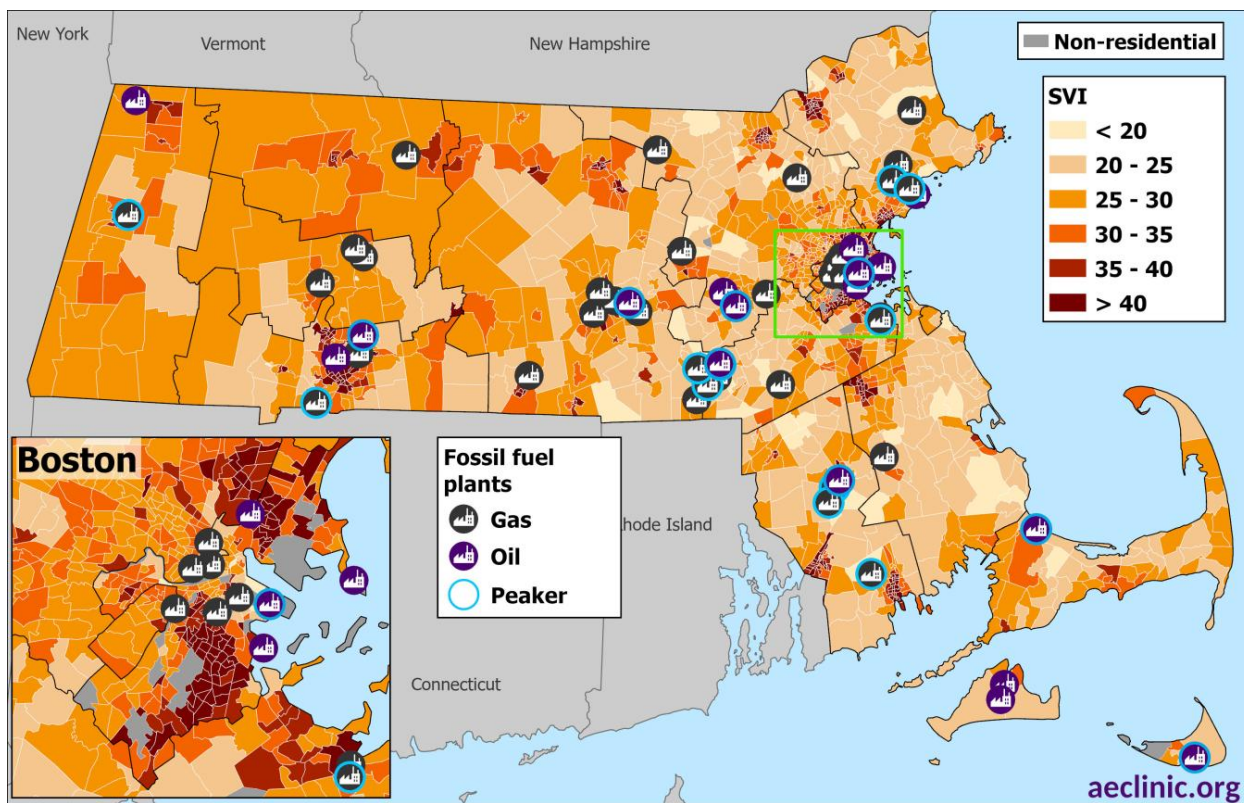 New York
Vermont
New Hampshire
Non-residential
SVI
< 20
20 - 25
25 - 30
30 - 35
35 - 40
> 40
Boston
Fossil fuel
plants
Gas
Oil
Peaker
Rhode Island
Connecticut
aeclinic.org